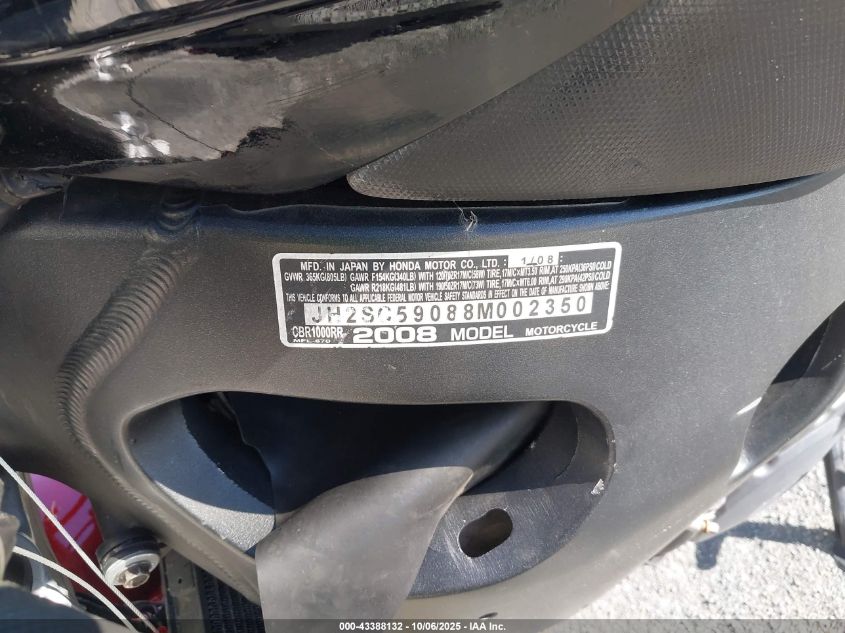 MFD. IN JAPAN BY HONDA MOTOR CO., LTD. : 1/08 :
GVWR 365KG(805LB) GAWR F154KG(340LB) WITH 120/70ZR17M/C(58W) TIRE,17M/C×MT3.50 RIM,AT 250KPA(36PSI)COLD
GAWR R218KG(481LB) WITH 190/50ZR17M/C(73W) TIRE,17M/C×MT6.00 RIM,AT 290KPA(42PSI)COLD
THIS VEHICLE CONFORMS TO ALL APPLICABLE FEDERAL MOTOR VEHICLE SAFETY STANDARDS IN EFFECT ON THE DATE OF MANUFACTURE SHOWN ABOVE.
JH2SC59088M002350
CBR1000RR 2008 MODEL MOTORCYCLE
MFL-670
000-43388132 - 10/06/2025 - IAA Inc.